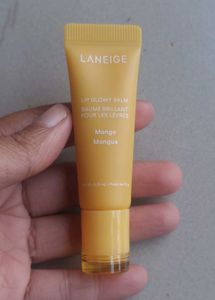 LANEIGE
LIP GLOWY BALM
BAUME BRILLANT
POUR LES LÈVRES
Mango
Mangue